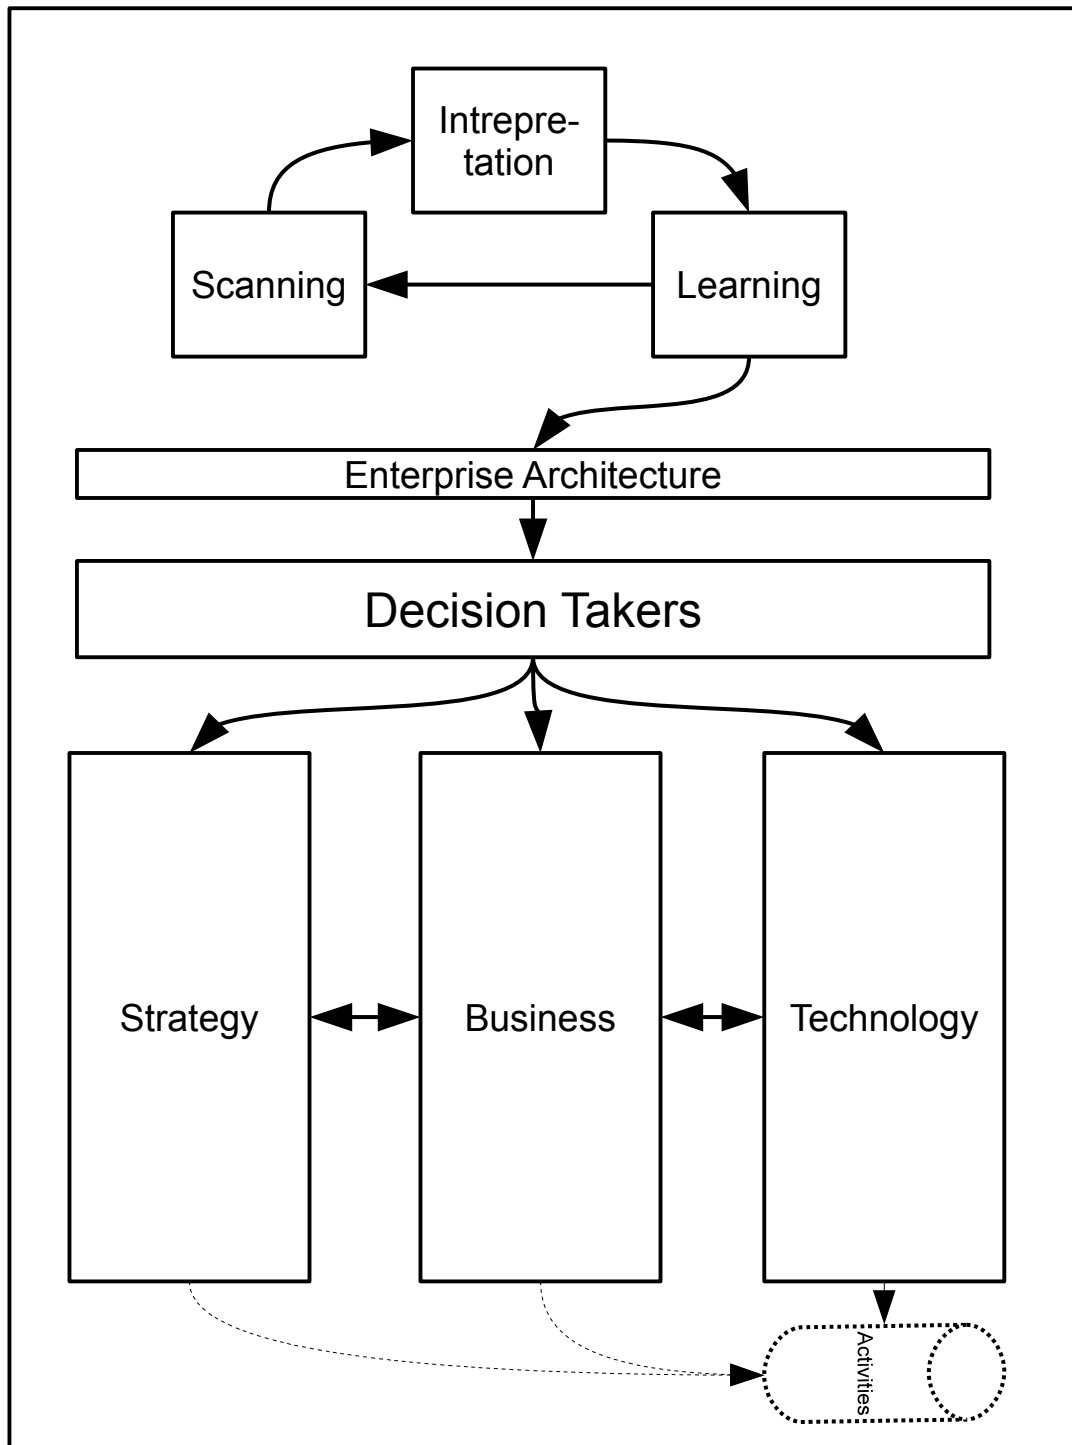 Intrepre-
tation
Scanning
Learning
Enterprise Architecture
Decision Takers
Strategy
Business
Technology
Activities